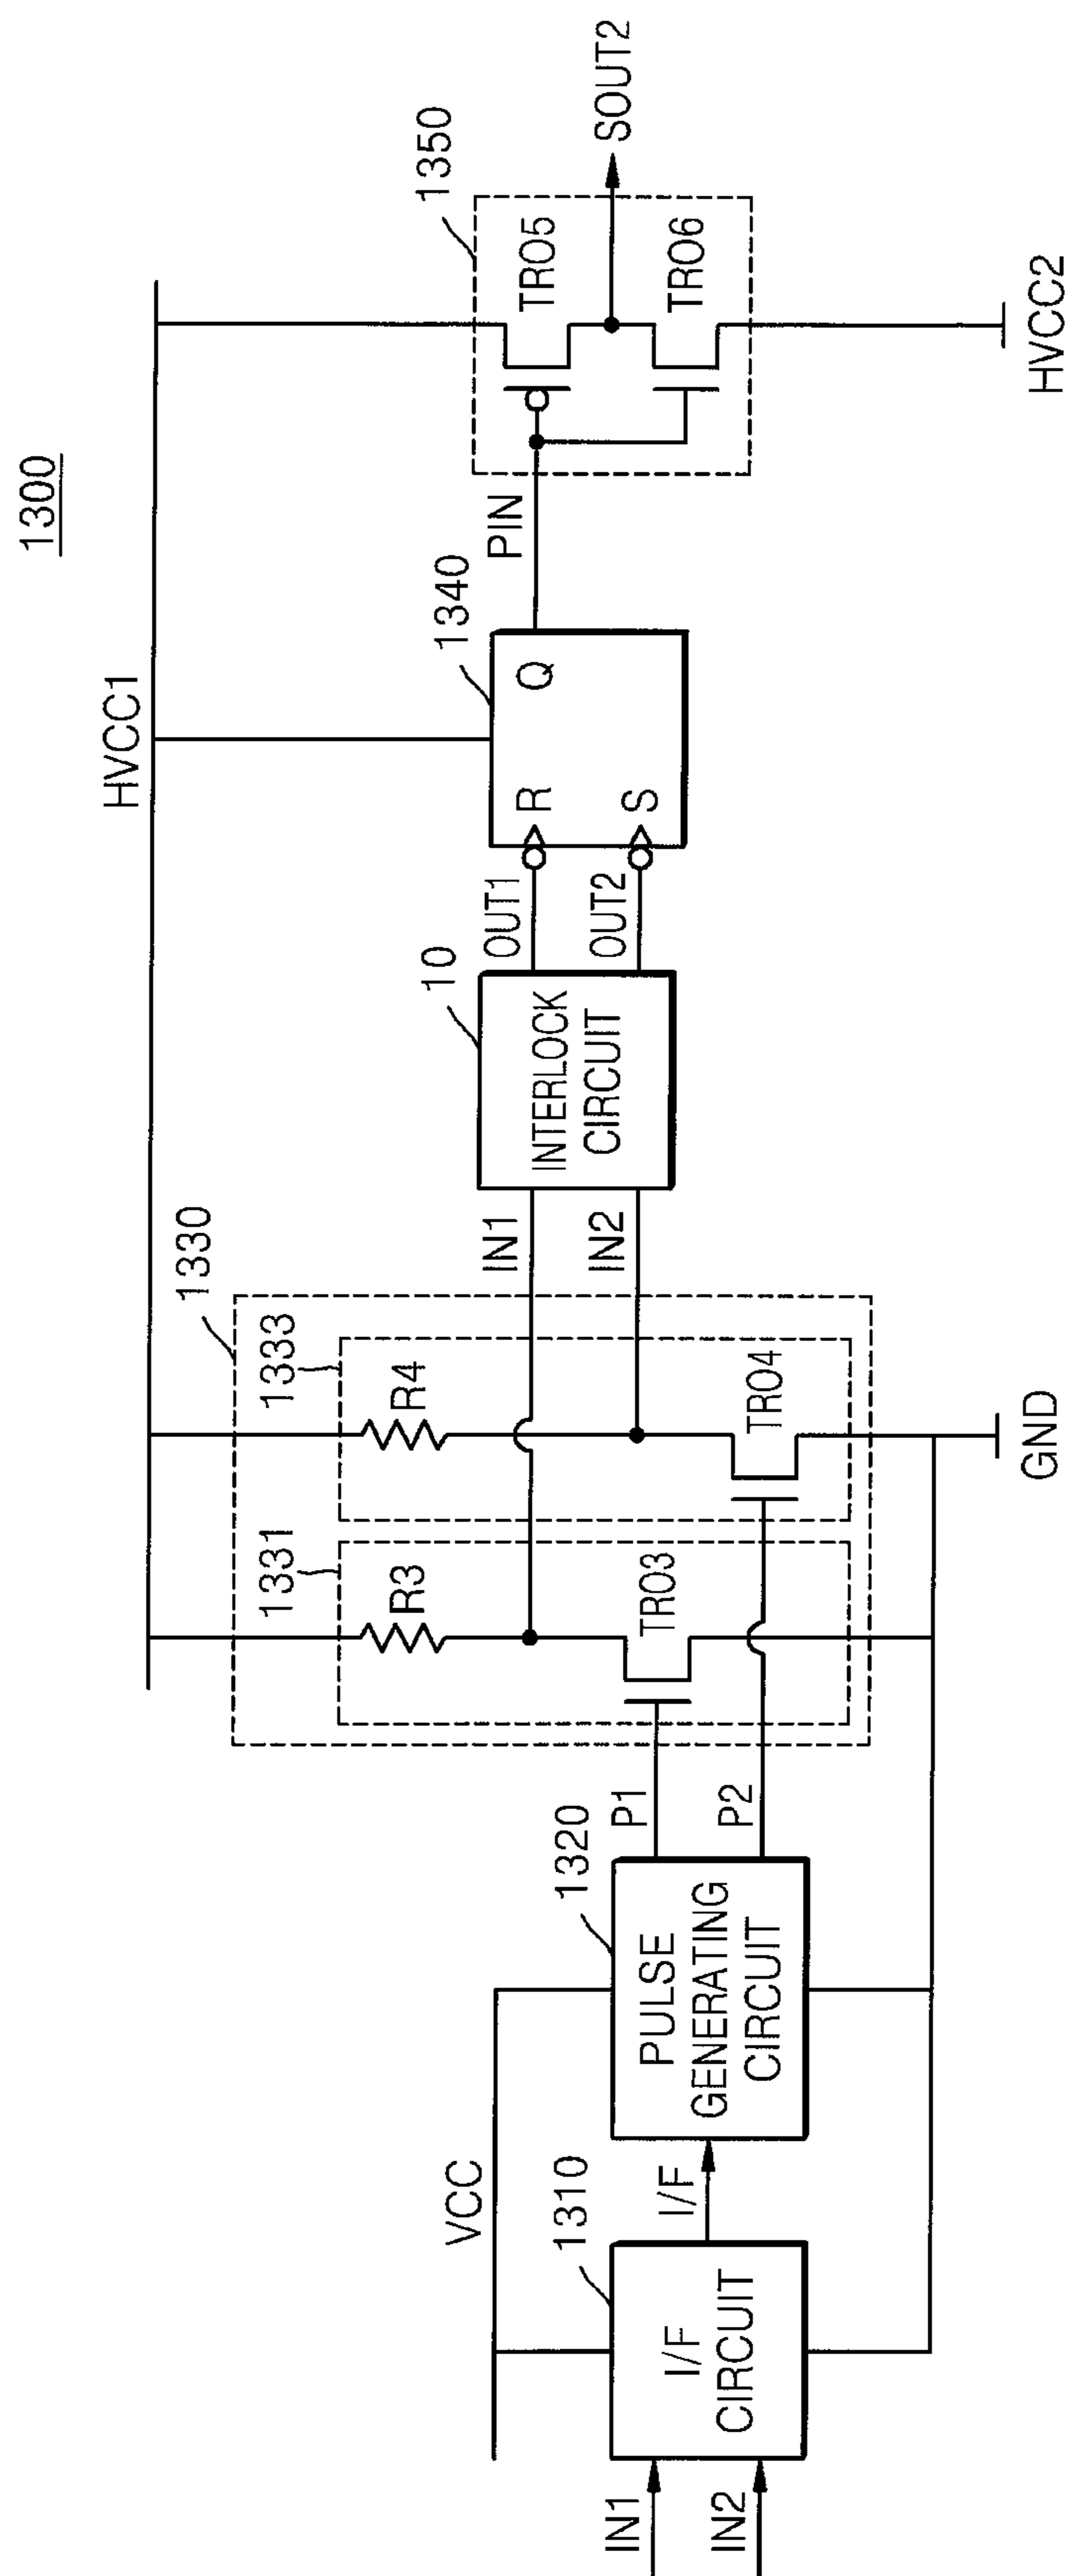 1300
HVCC1
1330
1333
1331
R4
R3
TRO4
TRO3
GND
IN1
IN2
10
INTERLOCK
CIRCUIT
OUT1
OUT2
1340
R
S
Q
PIN
1350
TRO5
TRO6
SOUT2
HVCC2
VCC
1310
I/F
CIRCUIT
I/F
IN1
IN2
1320
PULSE
GENERATING
CIRCUIT
P1
P2